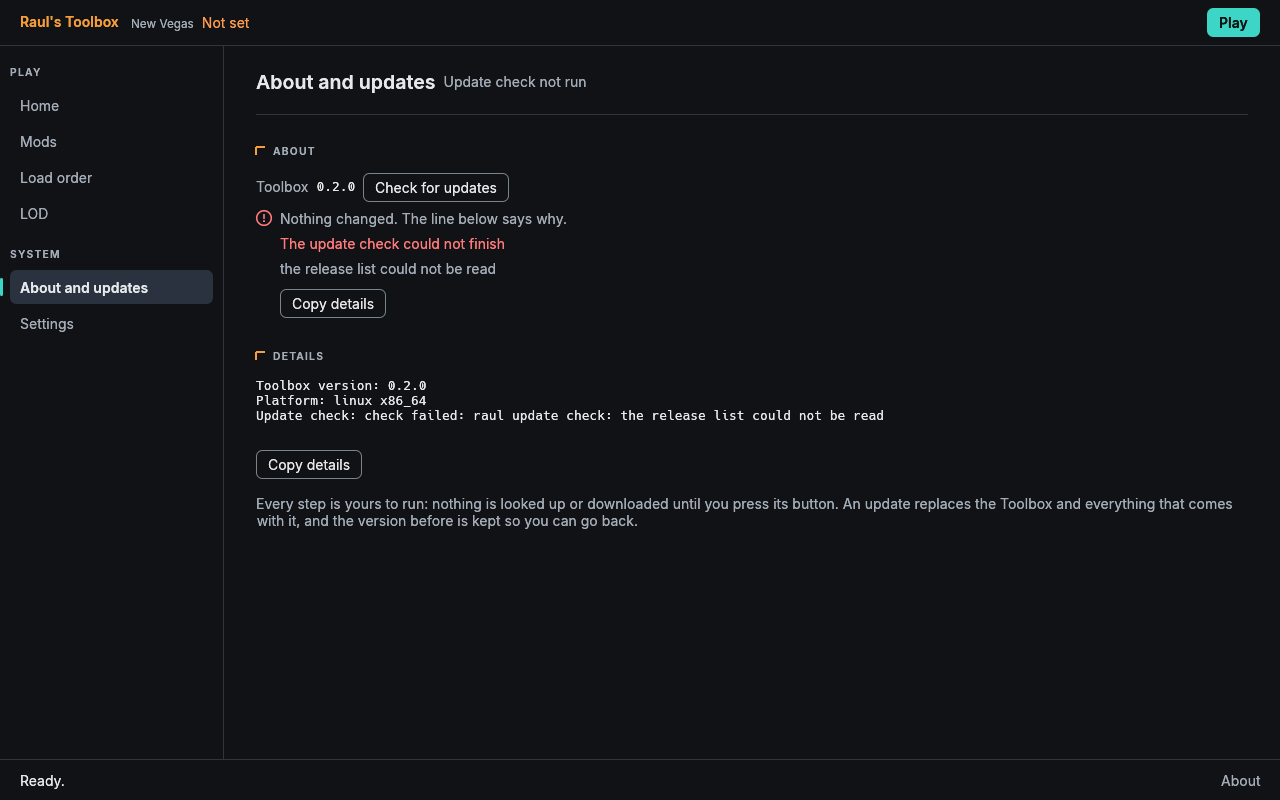 Raul's Toolbox New Vegas Not set Play
PLAY
Home
Mods
Load order
LOD
SYSTEM
About and updates
Settings
About and updates Update check not run
ABOUT
Toolbox 0.2.0 Check for updates
Nothing changed. The line below says why.
The update check could not finish
the release list could not be read
Copy details
DETAILS
Toolbox version: 0.2.0
Platform: linux x86_64
Update check: check failed: raul update check: the release list could not be read
Copy details
Every step is yours to run: nothing is looked up or downloaded until you press its button. An update replaces the Toolbox and everything that comes
with it, and the version before is kept so you can go back.
Ready. About